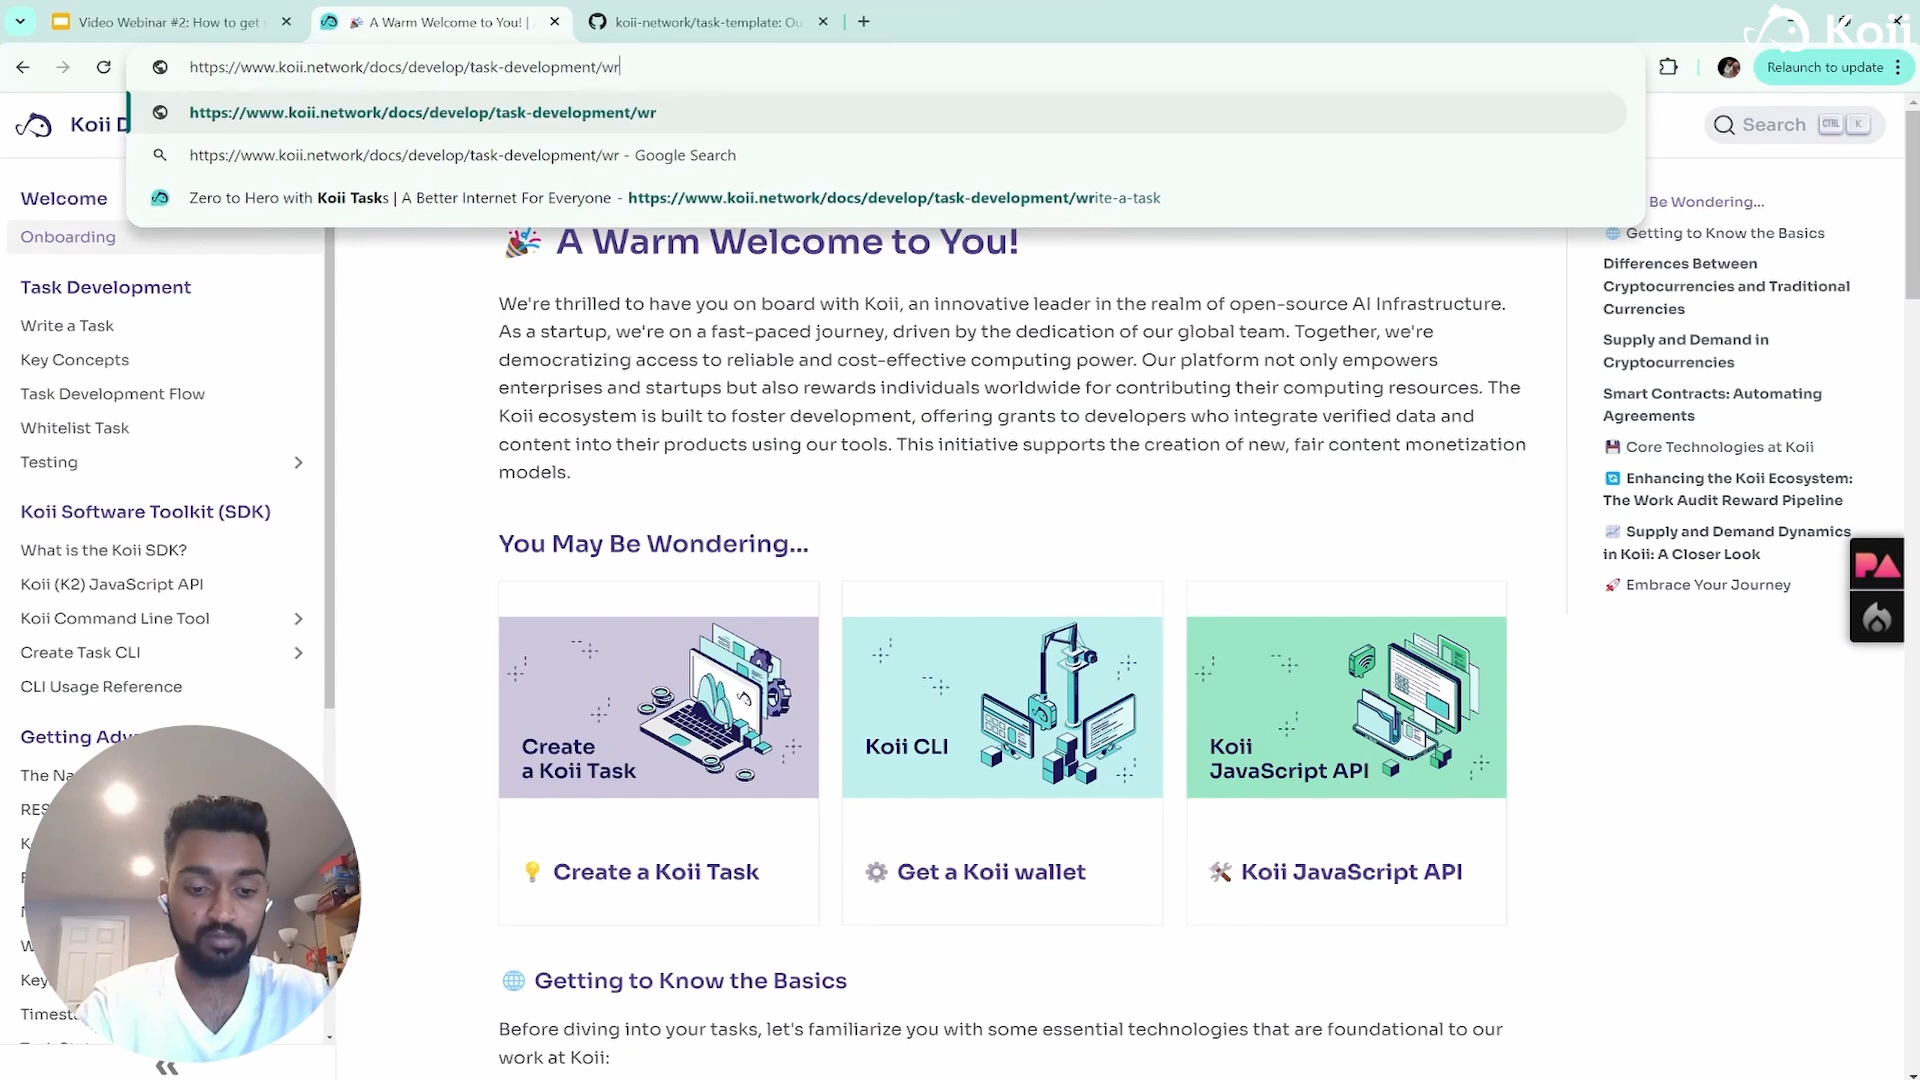 Video Webinar #2: How to get
A Warm Welcome to You! |
koii-network/task-template: Ou
Koii
https://www.koii.network/docs/develop/task-development/wr
Relaunch to update
https://www.koii.network/docs/develop/task-development/wr
https://www.koii.network/docs/develop/task-development/wr - Google Search
Zero to Hero with Koii Tasks | A Better Internet For Everyone - https://www.koii.network/docs/develop/task-development/write-a-task
Koii D
Search
CTRL K
Welcome
Onboarding
Task Development
Write a Task
Key Concepts
Task Development Flow
Whitelist Task
Testing
Koii Software Toolkit (SDK)
What is the Koii SDK?
Koii (K2) JavaScript API
Koii Command Line Tool
Create Task CLI
CLI Usage Reference
Getting Adv
The Na
RES
K
W
Key
Timest
A Warm Welcome to You!
We're thrilled to have you on board with Koii, an innovative leader in the realm of open-source AI Infrastructure.
As a startup, we're on a fast-paced journey, driven by the dedication of our global team. Together, we're
democratizing access to reliable and cost-effective computing power. Our platform not only empowers
enterprises and startups but also rewards individuals worldwide for contributing their computing resources. The
Koii ecosystem is built to foster development, offering grants to developers who integrate verified data and
content into their products using our tools. This initiative supports the creation of new, fair content monetization
models.
You May Be Wondering...
Create
a Koii Task
Koii CLI
Koii
JavaScript API
💡 Create a Koii Task
⚙️ Get a Koii wallet
🛠️ Koii JavaScript API
🌐 Getting to Know the Basics
Before diving into your tasks, let's familiarize you with some essential technologies that are foundational to our
work at Koii:
Be Wondering...
🌐 Getting to Know the Basics
Differences Between
Cryptocurrencies and Traditional
Currencies
Supply and Demand in
Cryptocurrencies
Smart Contracts: Automating
Agreements
💾 Core Technologies at Koii
🔄 Enhancing the Koii Ecosystem:
The Work Audit Reward Pipeline
📈 Supply and Demand Dynamics
in Koii: A Closer Look
🚀 Embrace Your Journey
PA